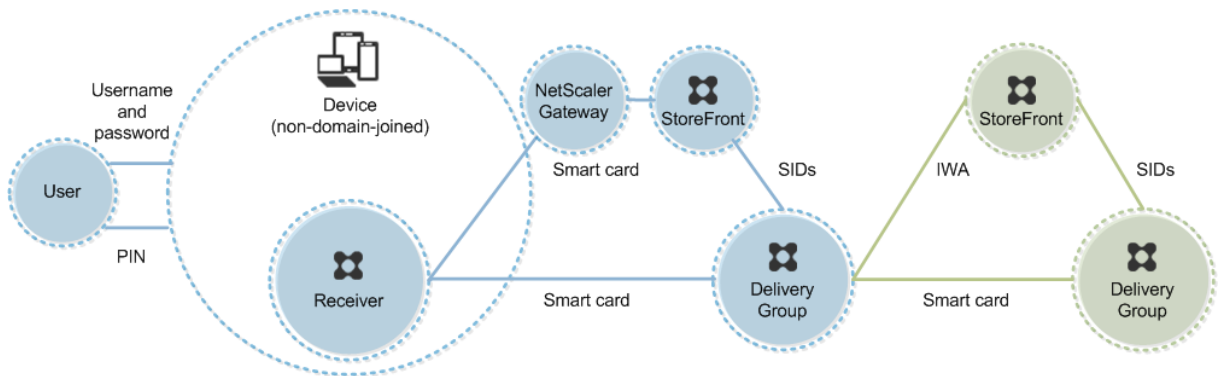 Username
and
password
User
PIN
Device
(non-domain-joined)
Receiver
NetScaler
Gateway
StoreFront
Smart card
SIDs
Smart card
Delivery
Group
IWA
StoreFront
SIDs
Smart card
Delivery
Group